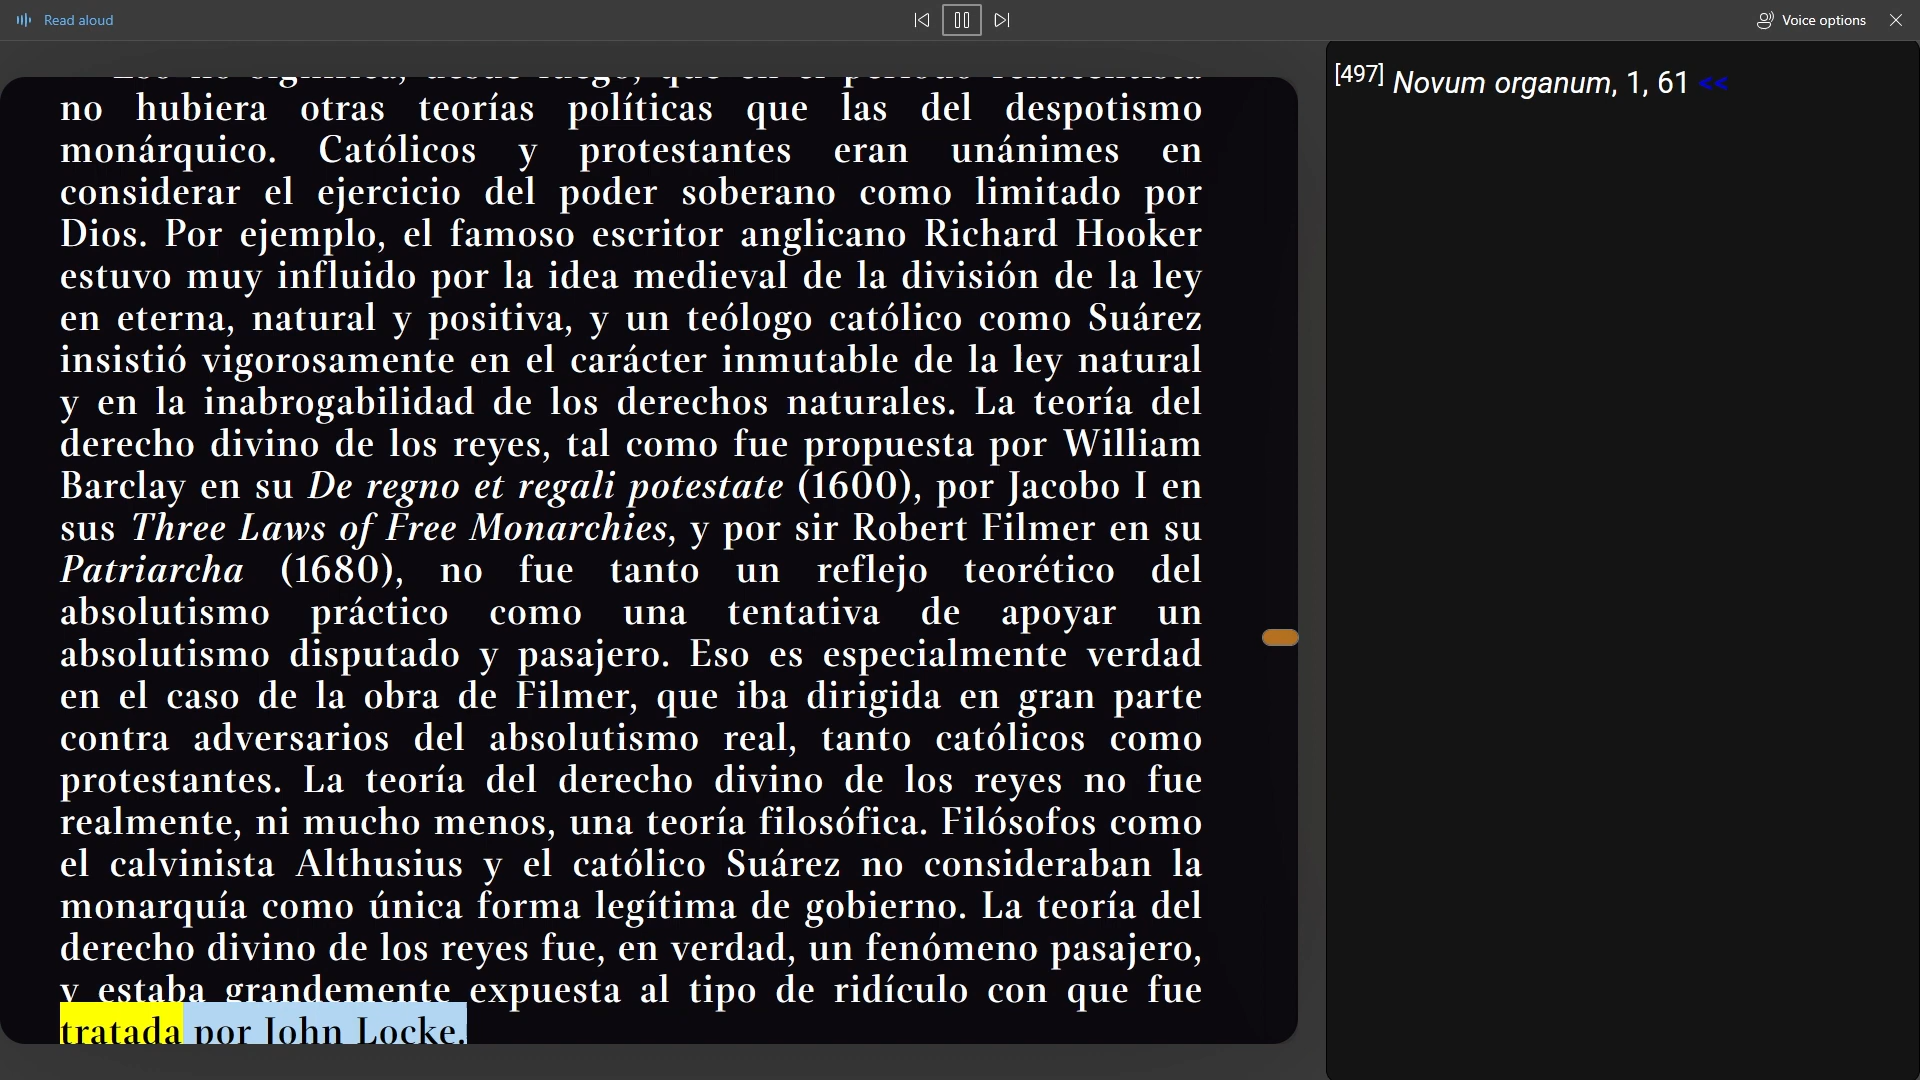 Read aloud
Voice options
Eso no significa, desde luego, que en el período renacentista
no hubiera otras teorías políticas que las del despotismo
monárquico. Católicos y protestantes eran unánimes en
considerar el ejercicio del poder soberano como limitado por
Dios. Por ejemplo, el famoso escritor anglicano Richard Hooker
estuvo muy influido por la idea medieval de la división de la ley
en eterna, natural y positiva, y un teólogo católico como Suárez
insistió vigorosamente en el carácter inmutable de la ley natural
y en la inabrogabilidad de los derechos naturales. La teoría del
derecho divino de los reyes, tal como fue propuesta por William
Barclay en su De regno et regali potestate (1600), por Jacobo I en
sus Three Laws of Free Monarchies, y por sir Robert Filmer en su
Patriarcha (1680), no fue tanto un reflejo teorético del
absolutismo práctico como una tentativa de apoyar un
absolutismo disputado y pasajero. Eso es especialmente verdad
en el caso de la obra de Filmer, que iba dirigida en gran parte
contra adversarios del absolutismo real, tanto católicos como
protestantes. La teoría del derecho divino de los reyes no fue
realmente, ni mucho menos, una teoría filosófica. Filósofos como
el calvinista Althusius y el católico Suárez no consideraban la
monarquía como única forma legítima de gobierno. La teoría del
derecho divino de los reyes fue, en verdad, un fenómeno pasajero,
y estaba grandemente expuesta al tipo de ridículo con que fue
tratada por John Locke.
[497] Novum organum, 1, 61 <<